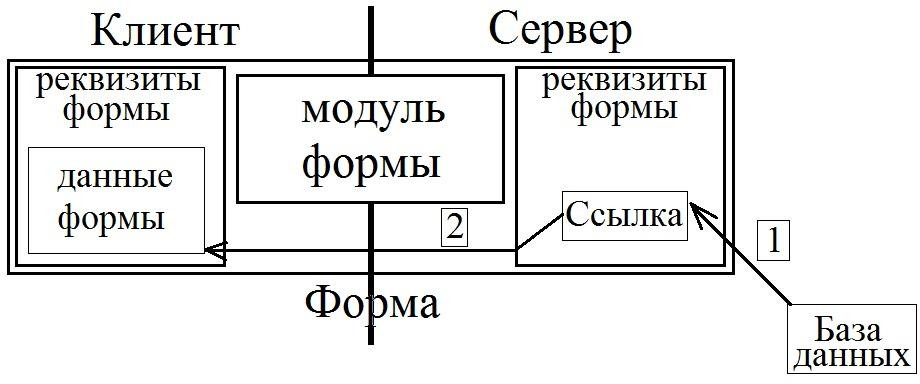 Клиент
Сервер
реквизиты
формы
данные
формы
модуль
формы
реквизиты
формы
Ссылка
2
1
Форма
База
данных